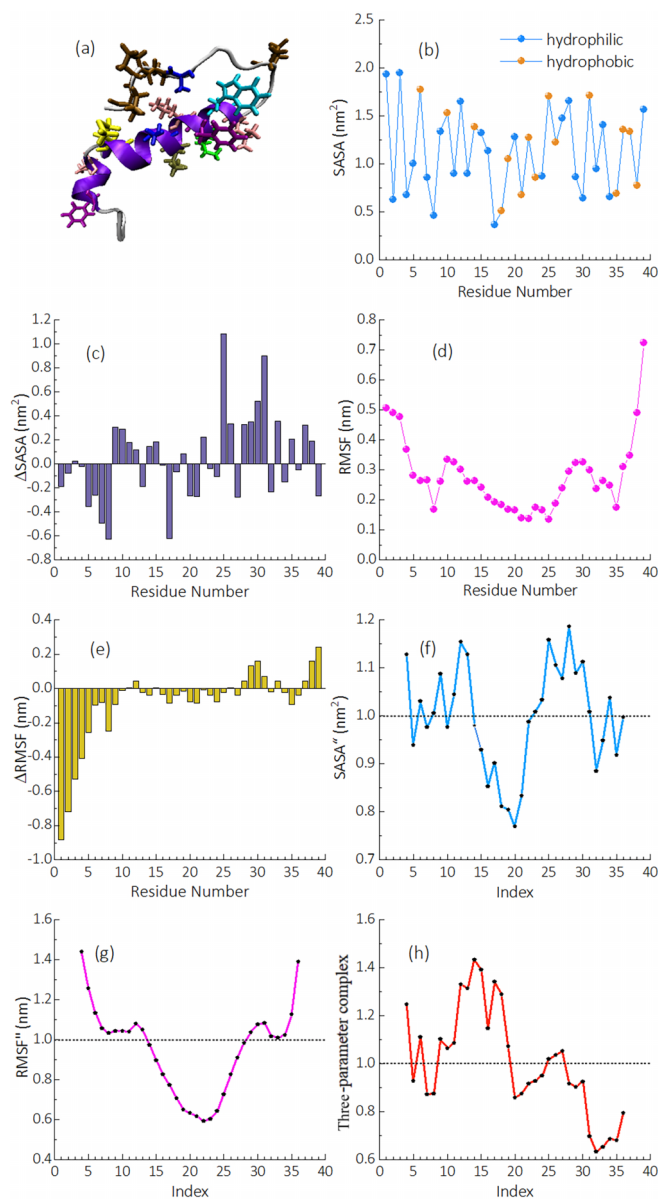 (a)
(b)
hydrophilic
hydrophobic
SASA (nm²)
2.5
2.0
1.5
1.0
0.5
0.0
0 5 10 15 20 25 30 35 40
Residue Number
(c)
ΔSASA (nm²)
1.2
1.0
0.8
0.6
0.4
0.2
0.0
-0.2
-0.4
-0.6
-0.8
0 5 10 15 20 25 30 35 40
Residue Number
(d)
RMSF (nm)
0.8
0.7
0.6
0.5
0.4
0.3
0.2
0.1
0.0
0 5 10 15 20 25 30 35 40
Residue Number
(e)
ΔRMSF (nm)
0.4
0.2
0.0
-0.2
-0.4
-0.6
-0.8
-1.0
0 5 10 15 20 25 30 35 40
Residue Number
(f)
SASA“ (nm²)
1.2
1.1
1.0
0.9
0.8
0.7
0 5 10 15 20 25 30 35 40
Index
(g)
RMSF" (nm)
1.6
1.4
1.2
1.0
0.8
0.6
0.4
0 5 10 15 20 25 30 35 40
Index
(h)
Three-parameter complex
1.6
1.4
1.2
1.0
0.8
0.6
0 5 10 15 20 25 30 35 40
Index